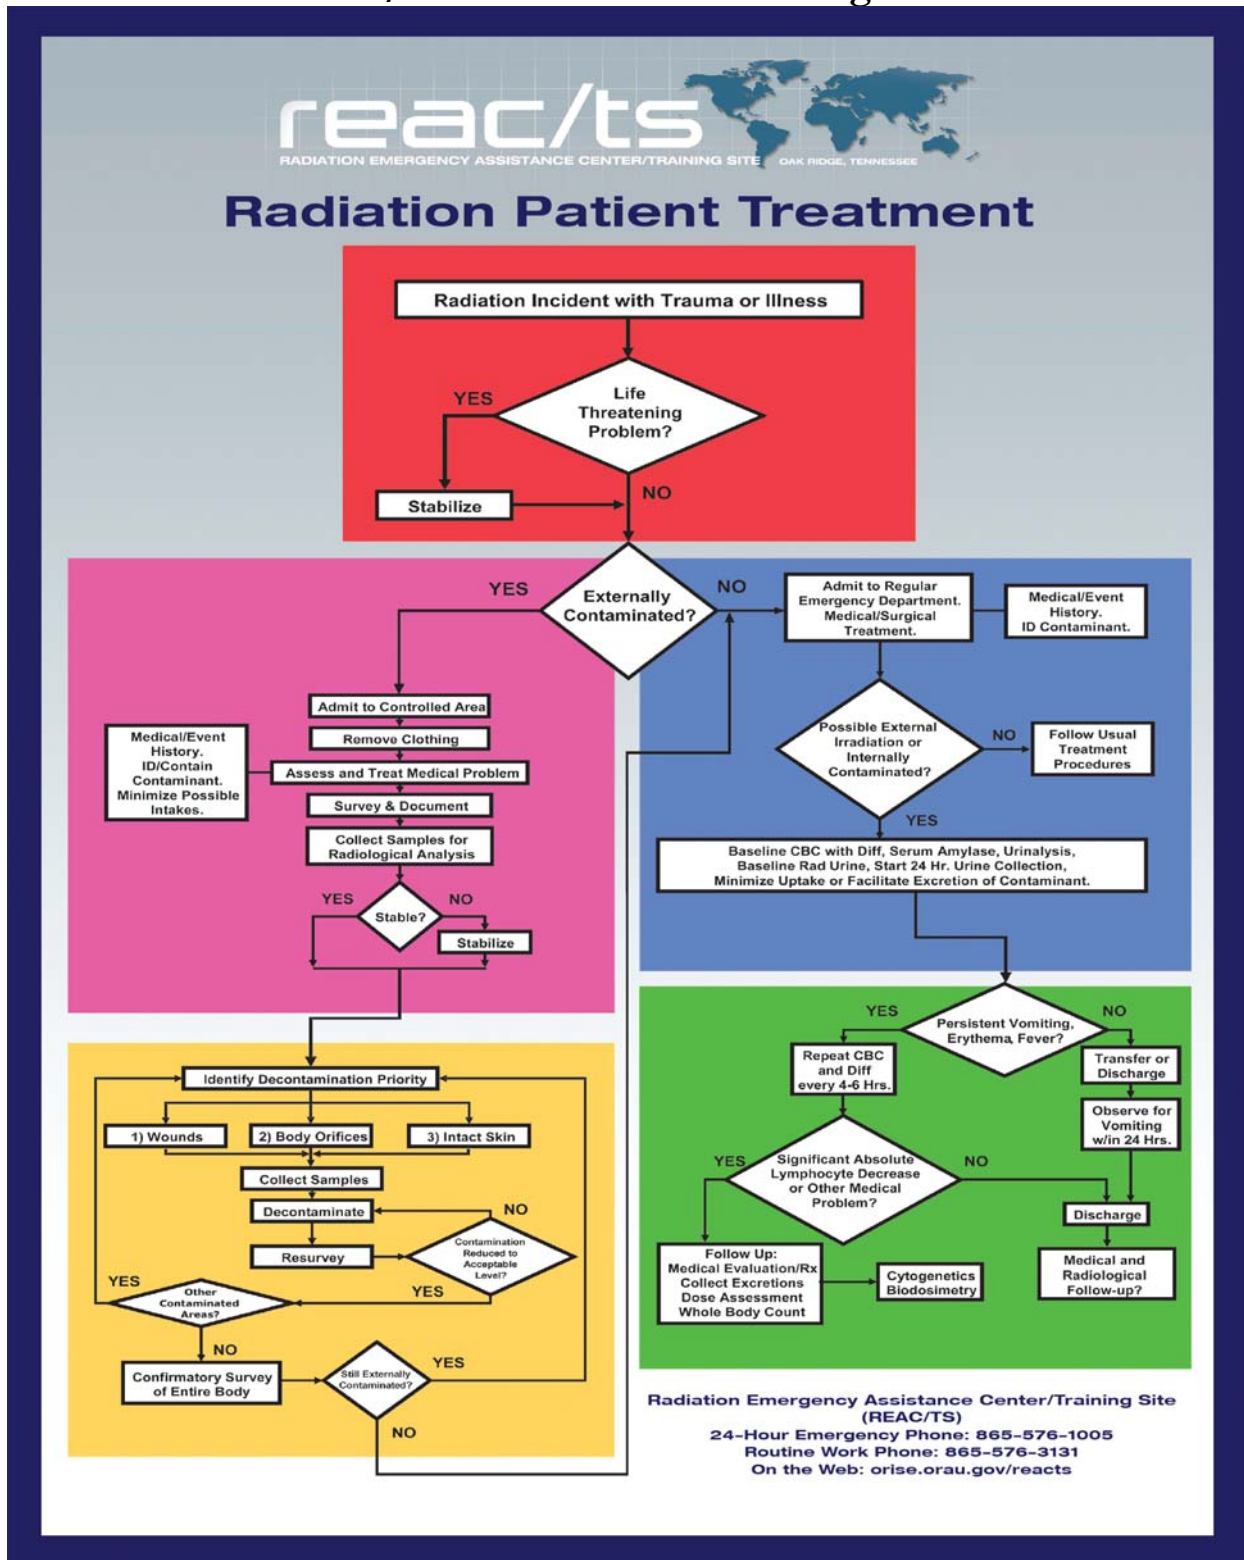 reac/ts
RADIATION EMERGENCY ASSISTANCE CENTER/TRAINING SITE OAK RIDGE, TENNESSEE
Radiation Patient Treatment
Radiation Incident with Trauma or Illness
Life
Threatening
Problem?
YES
NO
Stabilize
Externally
Contaminated?
YES
NO
Admit to Controlled Area
Remove Clothing
Assess and Treat Medical Problem
Medical/Event
History.
ID/Contain
Contaminant.
Minimize Possible
Intakes.
Survey & Document
Collect Samples for
Radiological Analysis
Stable?
YES
NO
Stabilize
Admit to Regular
Emergency Department.
Medical/Surgical
Treatment.
Medical/Event
History.
ID Contaminant.
Possible External
Irradiation or
Internally
Contaminated?
NO
Follow Usual
Treatment
Procedures
YES
Baseline CBC with Diff, Serum Amylase, Urinalysis,
Baseline Rad Urine, Start 24 Hr. Urine Collection,
Minimize Uptake or Facilitate Excretion of Contaminant.
Identify Decontamination Priority
1) Wounds
2) Body Orifices
3) Intact Skin
Collect Samples
Decontaminate
NO
Resurvey
Contamination
Reduced to
Acceptable
Level?
YES
YES
Other
Contaminated
Areas?
NO
Confirmatory Survey
of Entire Body
Still Externally
Contaminated?
YES
NO
Persistent Vomiting,
Erythema, Fever?
YES
NO
Repeat CBC
and Diff
every 4-6 Hrs.
Transfer or
Discharge
Observe for
Vomiting
w/in 24 Hrs.
Significant Absolute
Lymphocyte Decrease
or Other Medical
Problem?
YES
NO
Discharge
Follow Up:
Medical Evaluation/Rx
Collect Excretions
Dose Assessment
Whole Body Count
Cytogenetics
Biodosimetry
Medical and
Radiological
Follow-up?
Radiation Emergency Assistance Center/Training Site
(REAC/TS)
24-Hour Emergency Phone: 865-576-1005
Routine Work Phone: 865-576-3131
On the Web: orise.orau.gov/reacts